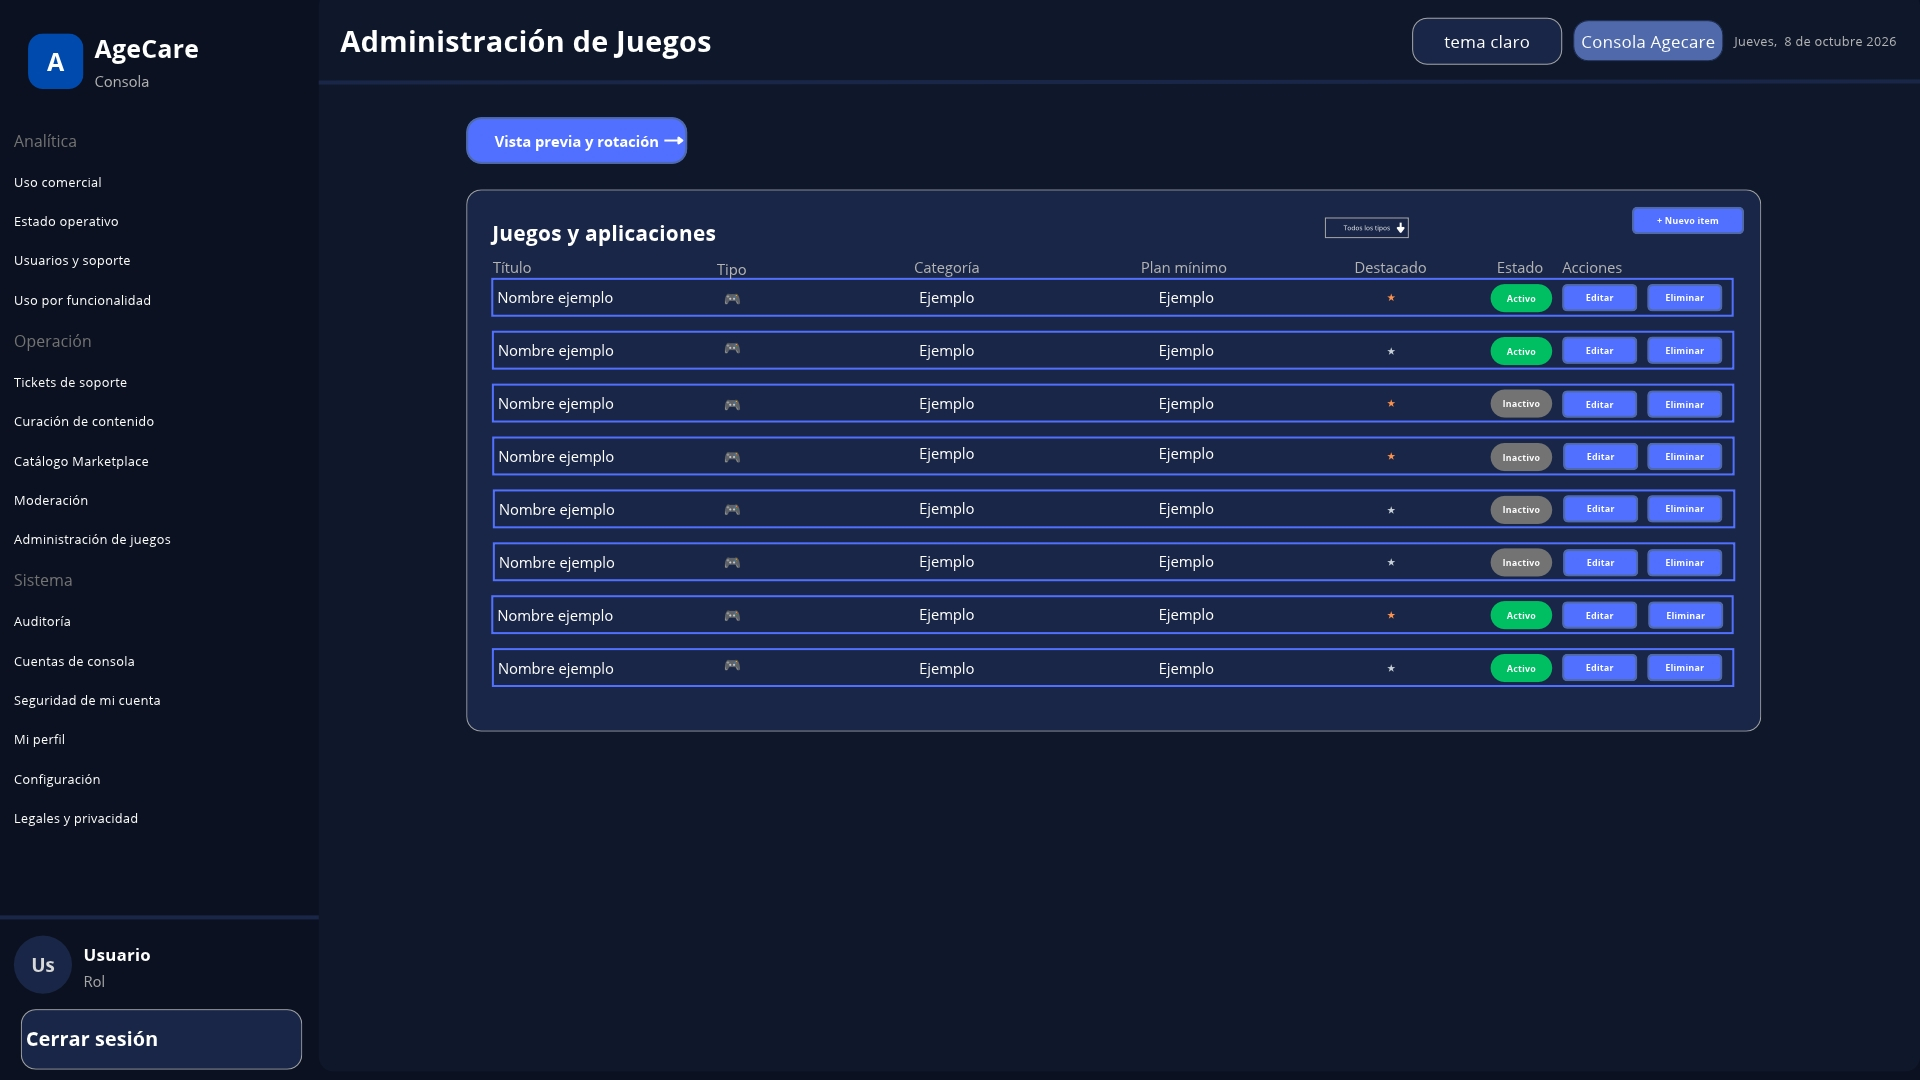 A
AgeCare
Consola
Analítica
Uso comercial
Estado operativo
Usuarios y soporte
Uso por funcionalidad
Operación
Tickets de soporte
Curación de contenido
Catálogo Marketplace
Moderación
Administración de juegos
Sistema
Auditoría
Cuentas de consola
Seguridad de mi cuenta
Mi perfil
Configuración
Legales y privacidad
Us
Usuario
Rol
Cerrar sesión
Administración de Juegos
tema claro
Consola Agecare
Jueves, 8 de octubre 2026
Vista previa y rotación
Juegos y aplicaciones
Todos los tipos
+ Nuevo item
Título Tipo Categoría Plan mínimo Destacado Estado Acciones
Nombre ejemplo Ejemplo Ejemplo Activo Editar Eliminar
Nombre ejemplo Ejemplo Ejemplo Activo Editar Eliminar
Nombre ejemplo Ejemplo Ejemplo Inactivo Editar Eliminar
Nombre ejemplo Ejemplo Ejemplo Inactivo Editar Eliminar
Nombre ejemplo Ejemplo Ejemplo Inactivo Editar Eliminar
Nombre ejemplo Ejemplo Ejemplo Inactivo Editar Eliminar
Nombre ejemplo Ejemplo Ejemplo Activo Editar Eliminar
Nombre ejemplo Ejemplo Ejemplo Activo Editar Eliminar